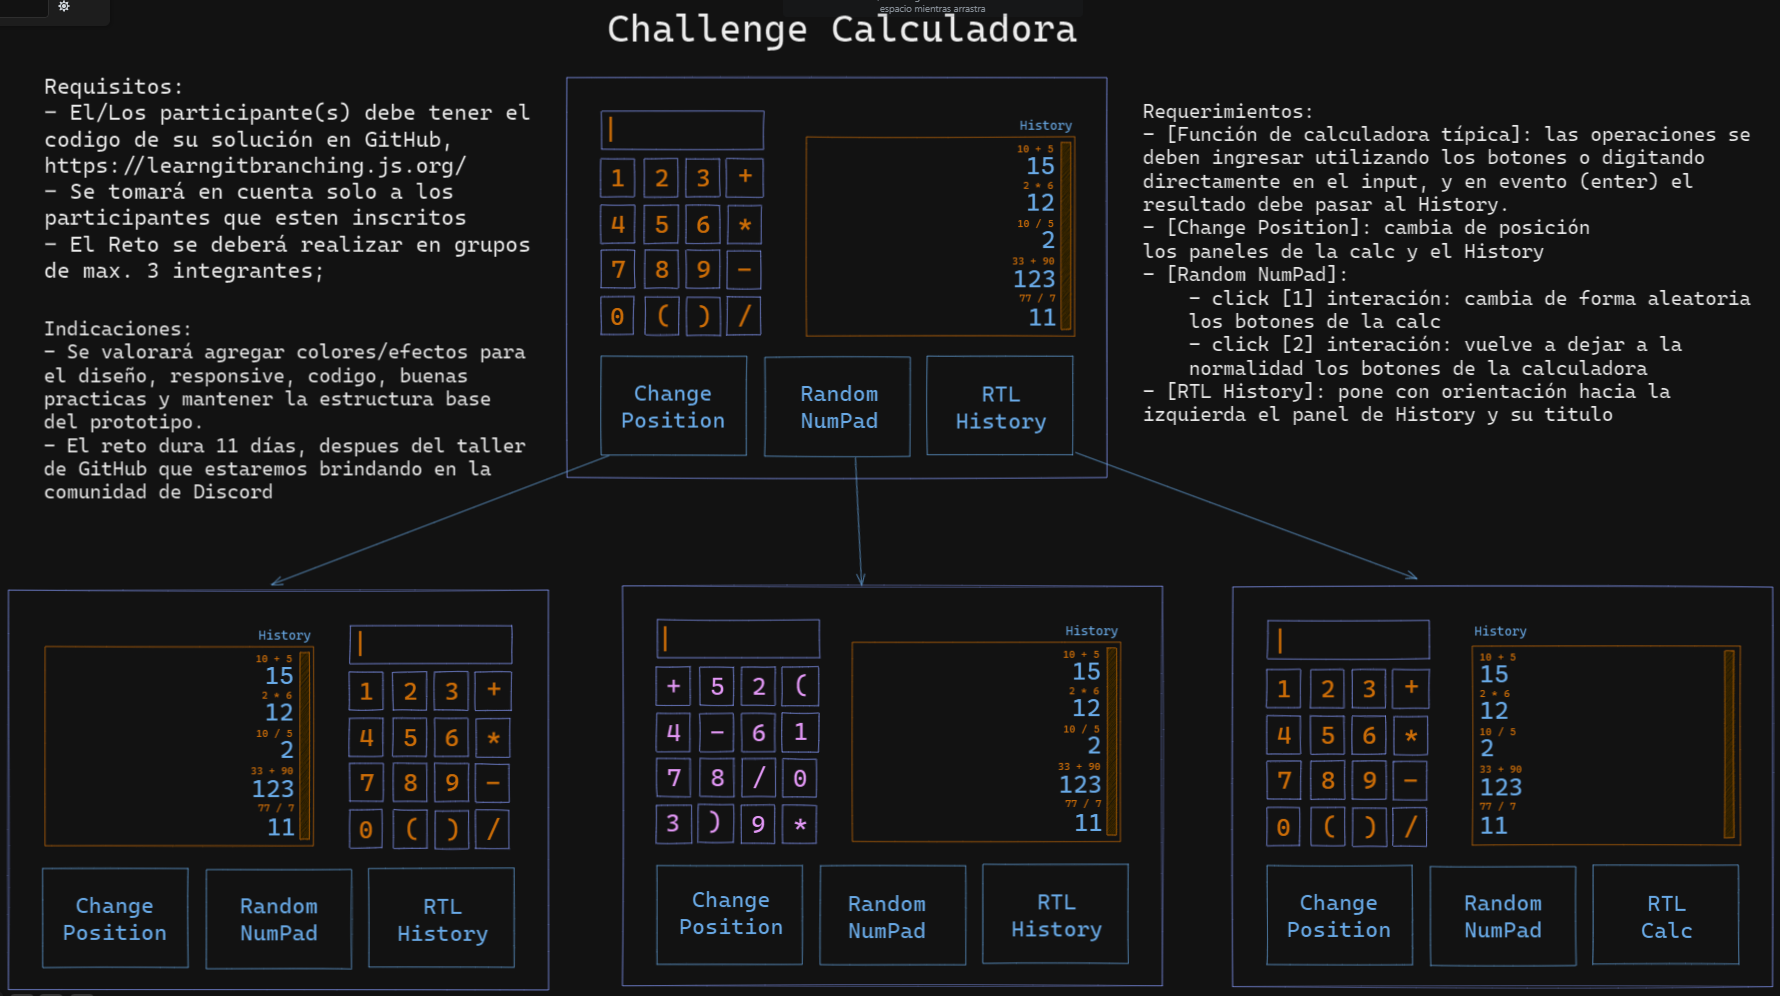 espacio mientras arrastra
Challenge Calculadora
Requisitos:
- El/Los participante(s) debe tener el
codigo de su solución en GitHub,
https://learngitbranching.js.org/
- Se tomará en cuenta solo a los
participantes que esten inscritos
- El Reto se deberá realizar en grupos
de max. 3 integrantes;
Indicaciones:
- Se valorará agregar colores/efectos para
el diseño, responsive, codigo, buenas
practicas y mantener la estructura base
del prototipo.
- El reto dura 11 días, despues del taller
de GitHub que estaremos brindando en la
comunidad de Discord
1 2 3 +
4 5 6 *
7 8 9 -
0 ( ) /
History
10 + 5
15
2 * 6
12
10 / 5
2
33 + 90
123
77 / 7
11
Change
Position
Random
NumPad
RTL
History
Requerimientos:
- [Función de calculadora típica]: las operaciones se
deben ingresar utilizando los botones o digitando
directamente en el input, y en evento (enter) el
resultado debe pasar al History.
- [Change Position]: cambia de posición
los paneles de la calc y el History
- [Random NumPad]:
- click [1] interación: cambia de forma aleatoria
los botones de la calc
- click [2] interación: vuelve a dejar a la
normalidad los botones de la calculadora
- [RTL History]: pone con orientación hacia la
izquierda el panel de History y su titulo
History
10 + 5
15
2 * 6
12
10 / 5
2
33 + 90
123
77 / 7
11
1 2 3 +
4 5 6 *
7 8 9 -
0 ( ) /
Change
Position
Random
NumPad
RTL
History
+ 5 2 (
4 - 6 1
7 8 / 0
3 ) 9 *
History
10 + 5
15
2 * 6
12
10 / 5
2
33 + 90
123
77 / 7
11
Change
Position
Random
NumPad
RTL
History
1 2 3 +
4 5 6 *
7 8 9 -
0 ( ) /
History
10 + 5
15
2 * 6
12
10 / 5
2
33 + 90
123
77 / 7
11
Change
Position
Random
NumPad
RTL
Calc